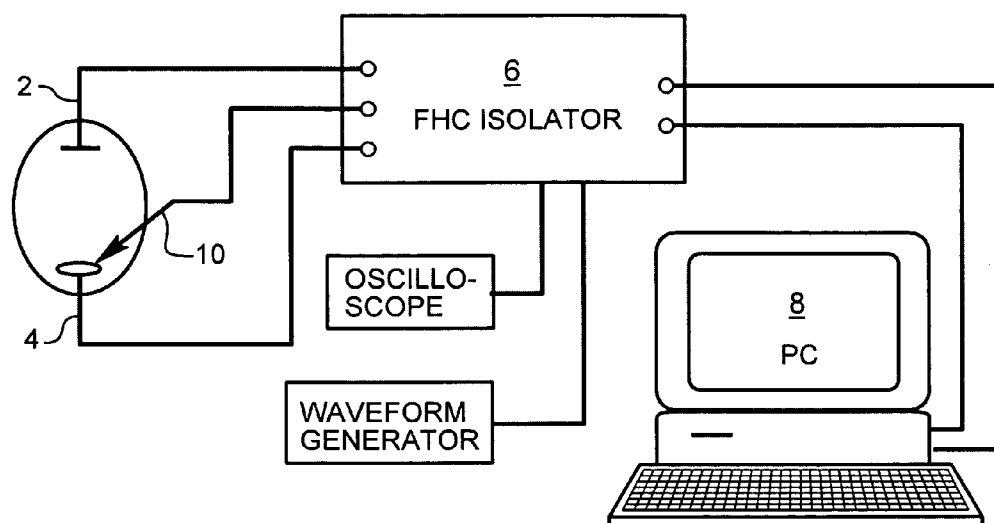 2
6
FHC ISOLATOR
10
4
OSCILLO-
SCOPE
WAVEFORM
GENERATOR
8
PC